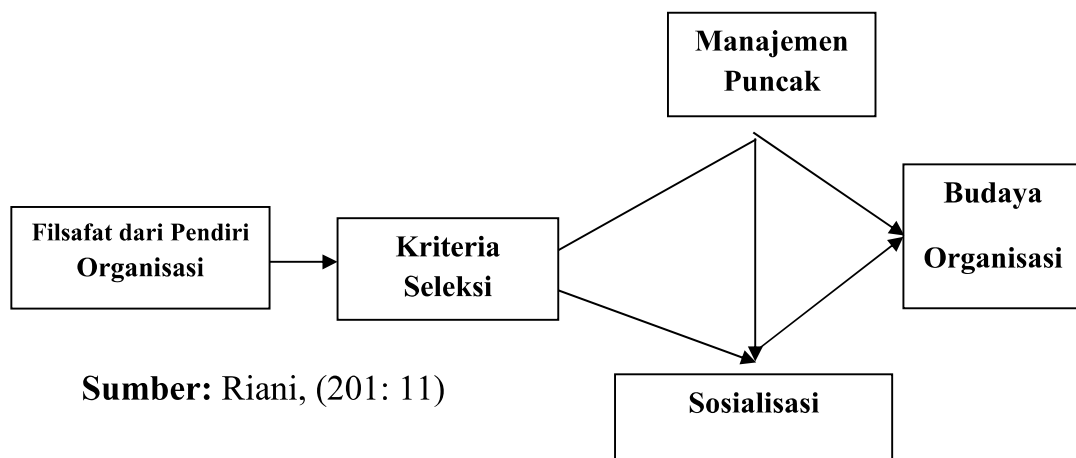 Manajemen
Puncak
Filsafat dari Pendiri
Organisasi
Kriteria
Seleksi
Budaya
Organisasi
Sumber: Riani, (201: 11)
Sosialisasi